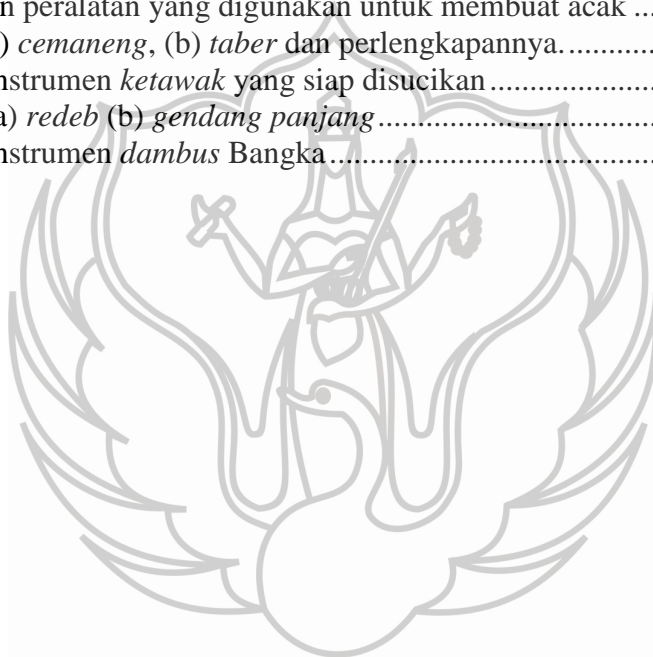 n peralatan yang digunakan untuk membuat acak ...
) cemaneng, (b) taber dan perlengkapannya.............
nstrumen ketawak yang siap disucikan.........................
a) redeb (b) gendang panjang.........................................
nstrumen dambus Bangka...............................................